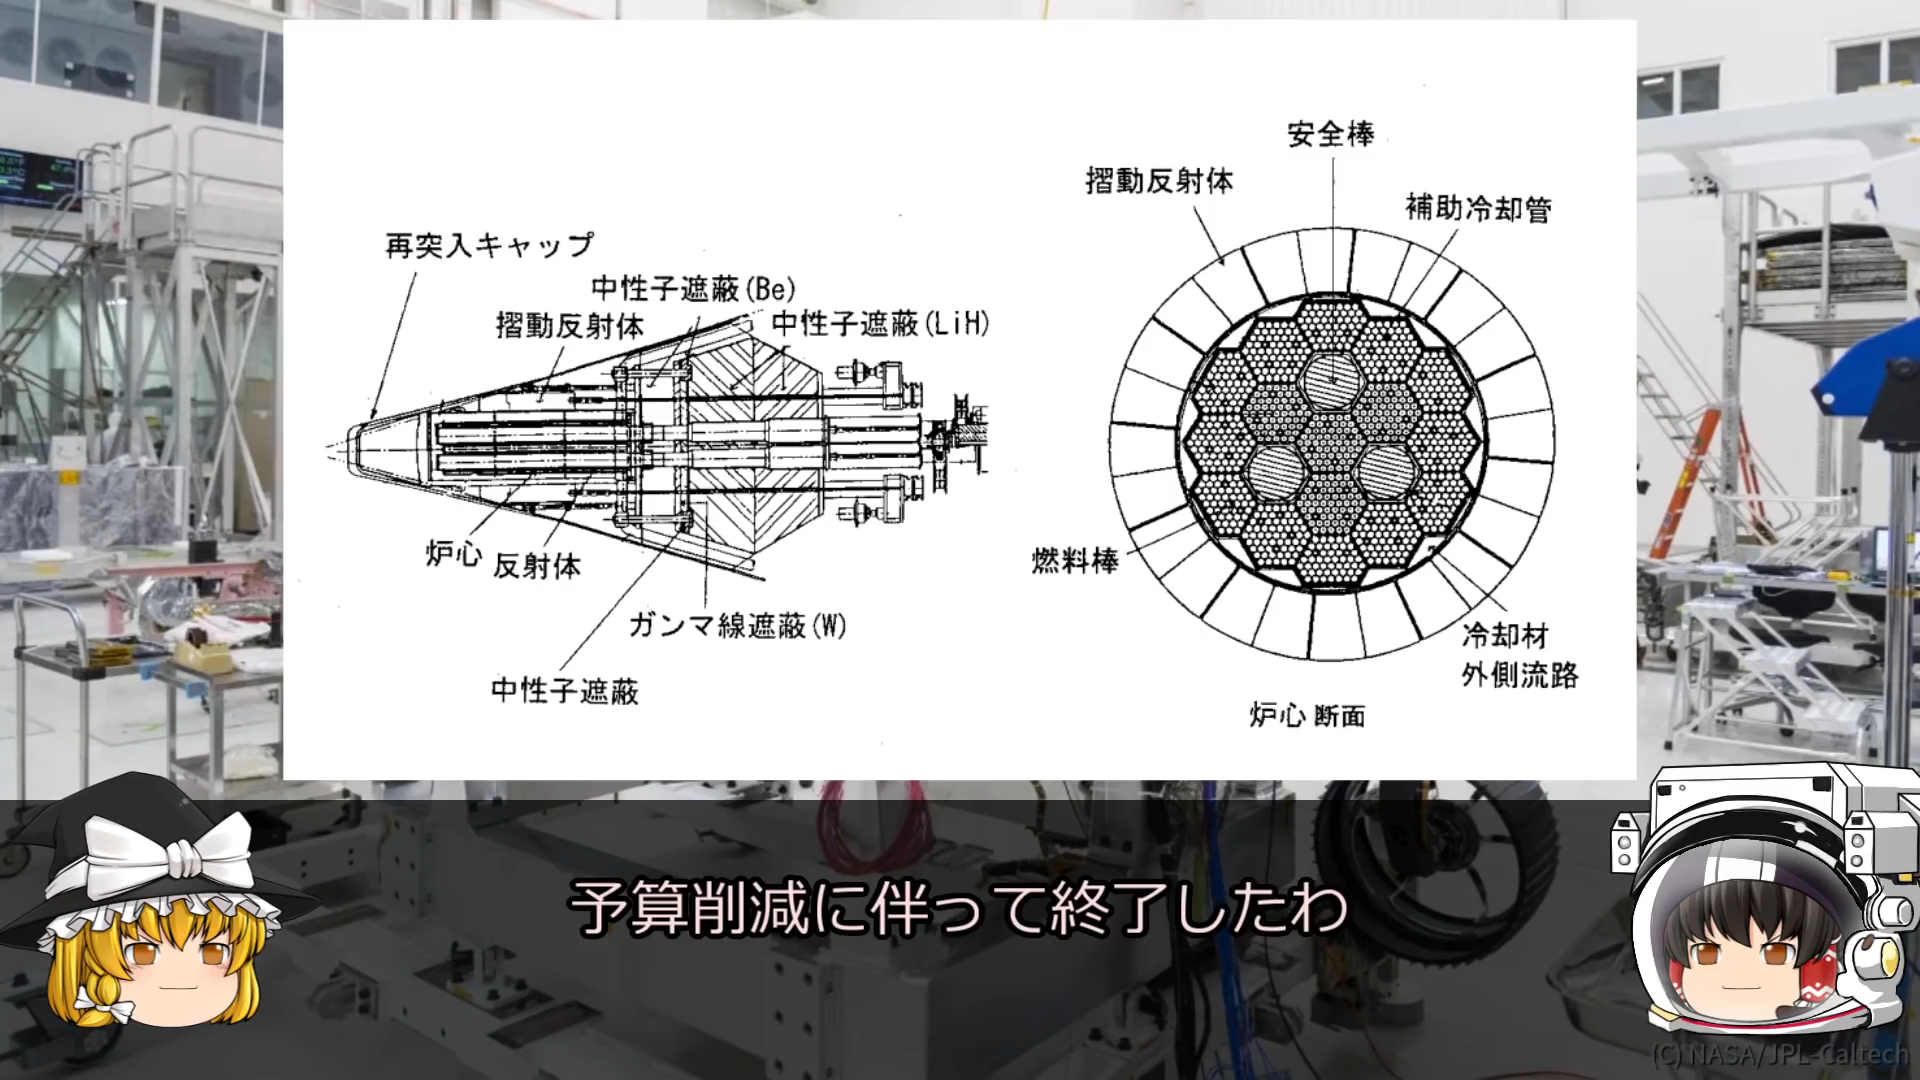 安全棒
摺動反射体
補助冷却管
再突入キャップ
中性子遮蔽(Be)
摺動反射体
中性子遮蔽(LiH)
炉心
反射体
燃料棒
ガンマ線遮蔽(W)
冷却材
外側流路
中性子遮蔽
炉心 断面
予算削減に伴って終了したわ
(C) NASA/JPL-Caltech